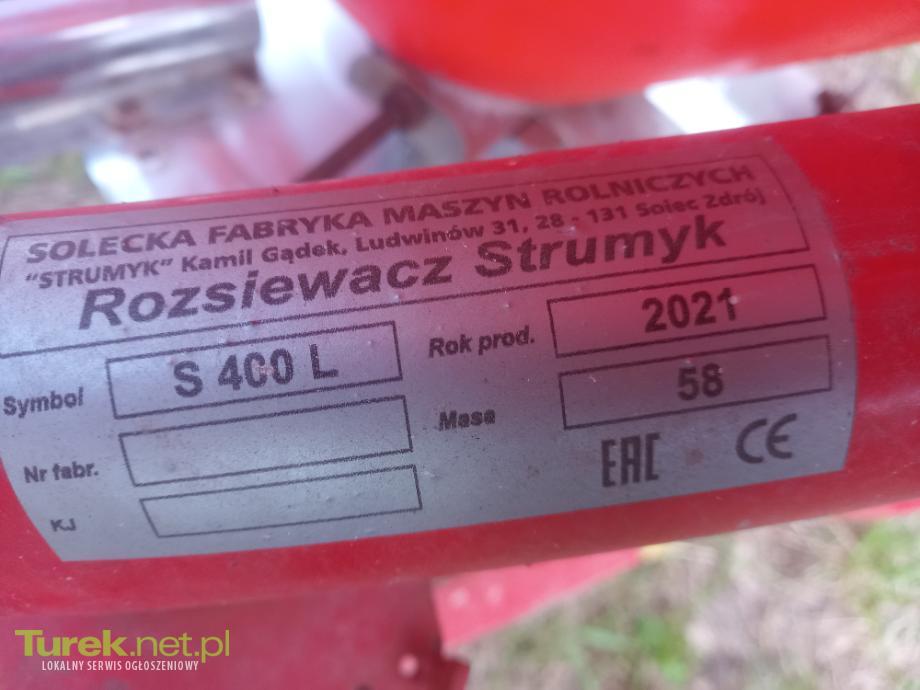 SOLECKA FABRYKA MASZYN ROLNICZYCH
"STRUMYK" Kamil Gądek, Ludwinów 31, 28 - 131 Solec Zdrój
Rozsiewacz Strumyk
Symbol S 400 L Rok prod. 2021
Nr fabr. Masa 58
KJ EAC CE
Turek.net.pl
LOKALNY SERWIS OGŁOSZENIOWY